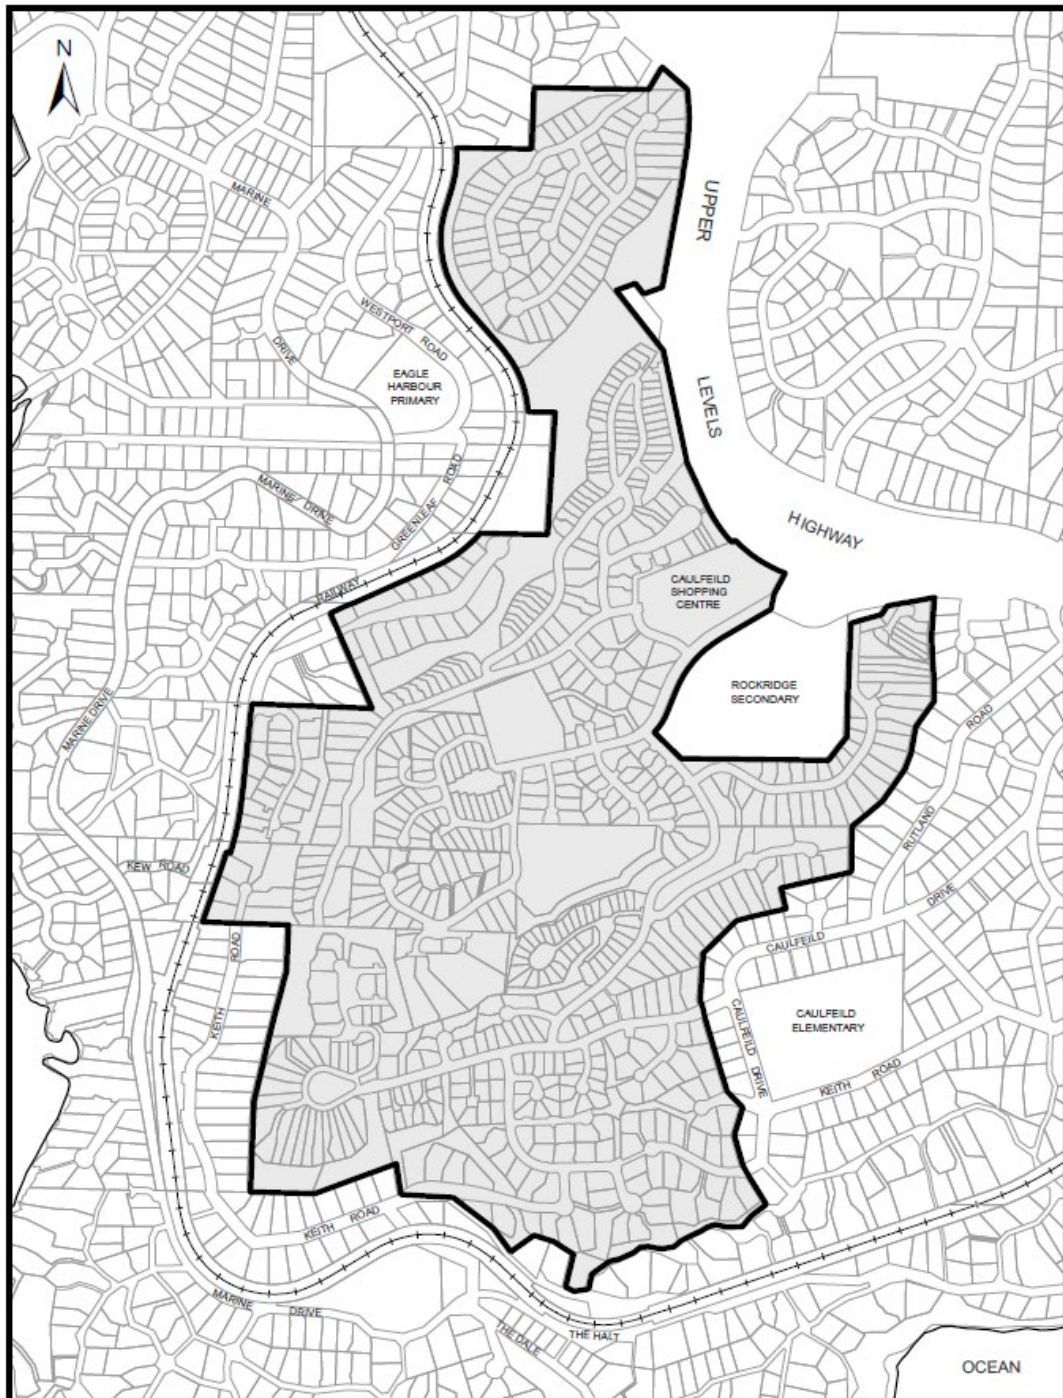 N
MARINE
UPPER
WESTPORT ROAD
DRIVE
EAGLE
HARBOUR
PRIMARY
LEVELS
MARINE DRIVE
GREENLEAF ROAD
HIGHWAY
RAILWAY
CAULFEILD
SHOPPING
CENTRE
ROCKRIDGE
SECONDARY
MARINE DRIVE
ROAD
RUTLAND
KEW ROAD
DRIVE
CAULFEILD
ROAD
KEITH
CAULFEILD DRIVE
CAULFEILD
ELEMENTARY
KEITH ROAD
KEITH ROAD
MARINE DRIVE
THE DALE
THE HALT
OCEAN